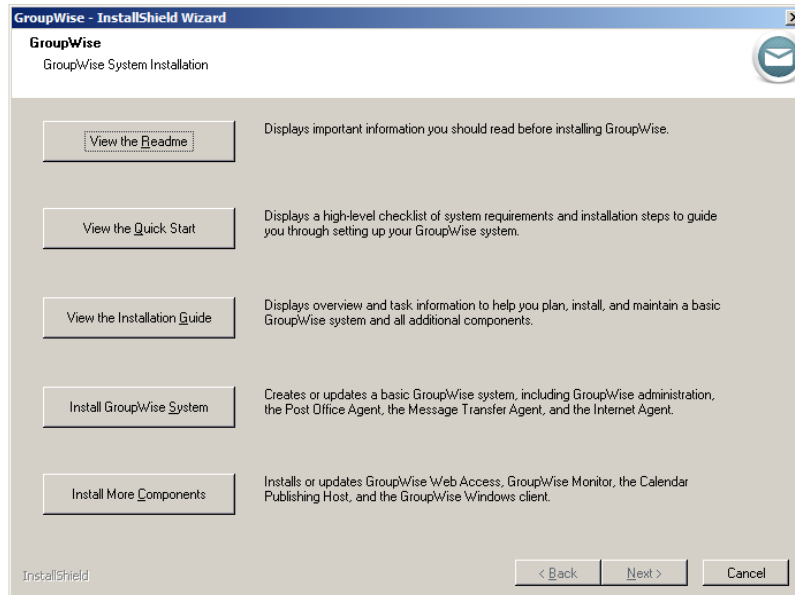 GroupWise - InstallShield Wizard
GroupWise
GroupWise System Installation
View the Readme
Displays important information you should read before installing GroupWise.
View the Quick Start
Displays a high-level checklist of system requirements and installation steps to guide
you through setting up your GroupWise system.
View the Installation Guide
Displays overview and task information to help you plan, install, and maintain a basic
GroupWise system and all additional components.
Install GroupWise System
Creates or updates a basic GroupWise system, including GroupWise administration,
the Post Office Agent, the Message Transfer Agent, and the Internet Agent.
Install More Components
Installs or updates GroupWise Web Access, GroupWise Monitor, the Calendar
Publishing Host, and the GroupWise Windows client.
InstallShield
< Back
Next >
Cancel